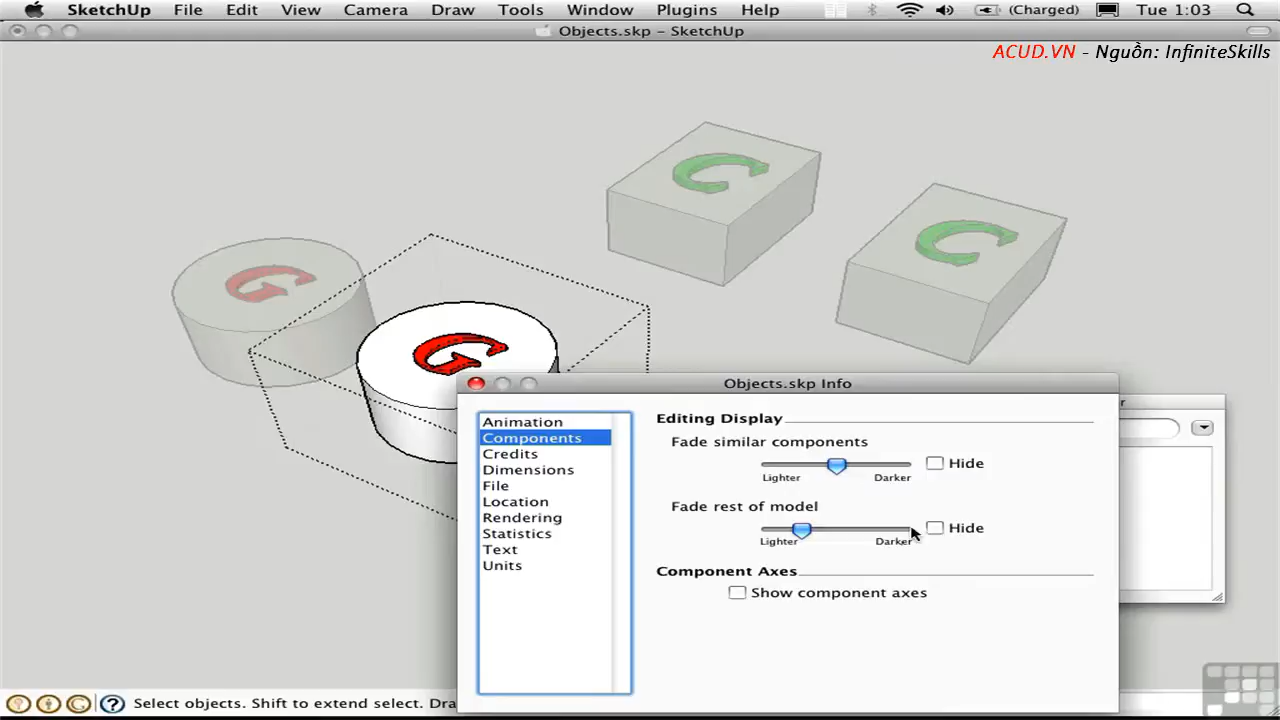 SketchUp File Edit View Camera Draw Tools Window Plugins Help (Charged) Tue 1:03
Objects.skp – SketchUp
ACUD.VN - Nguồn: InfiniteSkills
C
C
G
G
Objects.skp Info
Animation
Components
Credits
Dimensions
File
Location
Rendering
Statistics
Text
Units
Editing Display
Fade similar components
Hide
Lighter Darker
Fade rest of model
Hide
Lighter Darker
Component Axes
Show component axes
Select objects. Shift to extend select. Dra